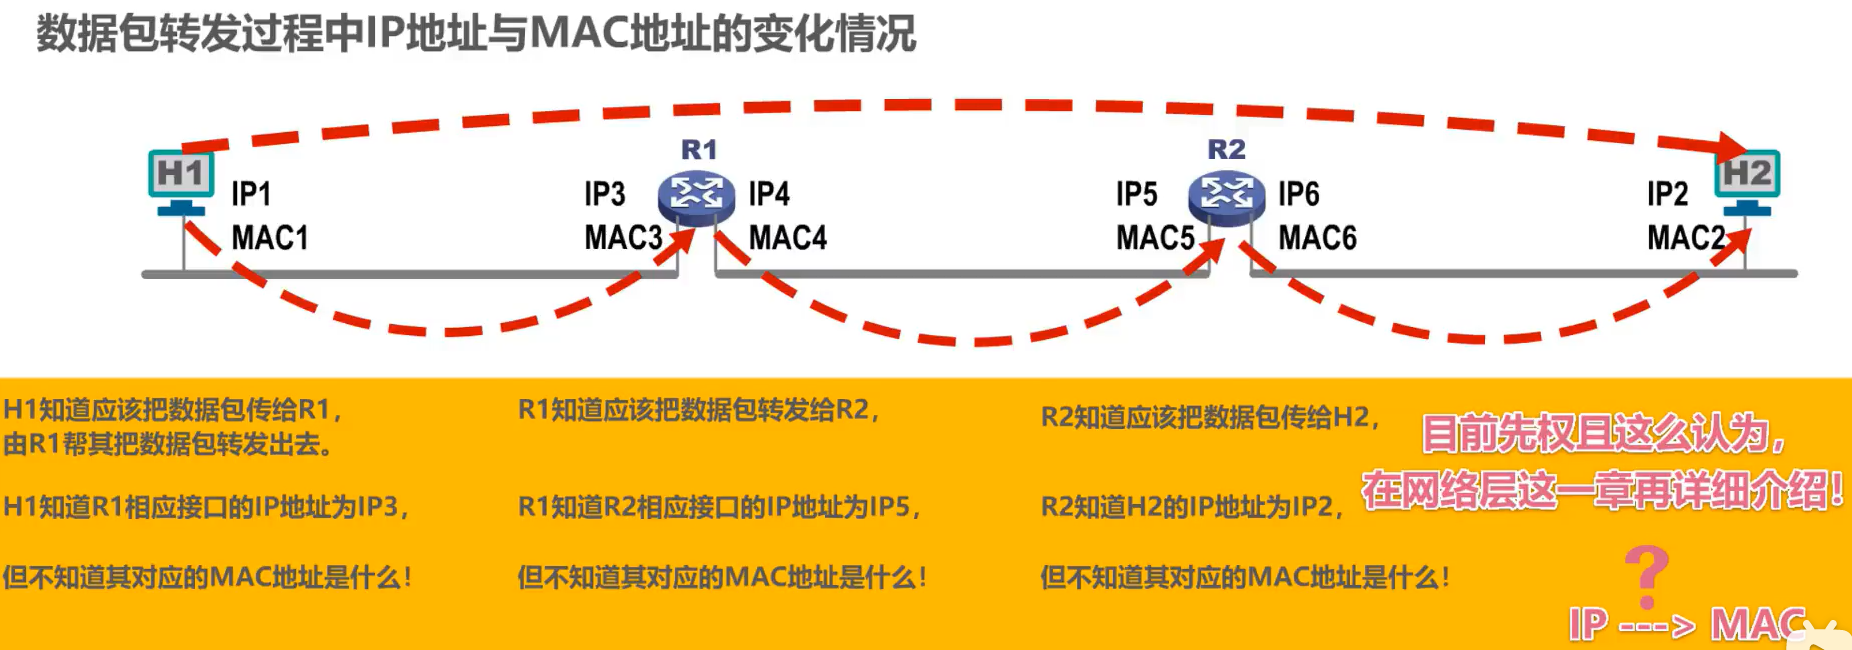 数据包转发过程中IP地址与MAC地址的变化情况
R1
R2
H1
H2
IP1
IP3
IP4
IP5
IP6
IP2
MAC1
MAC3
MAC4
MAC5
MAC6
MAC2
H1知道应该把数据包传给R1，
由R1帮其把数据包转发出去。
H1知道R1相应接口的IP地址为IP3，
但不知道其对应的MAC地址是什么！
R1知道应该把数据包转发给R2，
R1知道R2相应接口的IP地址为IP5，
但不知道其对应的MAC地址是什么！
R2知道应该把数据包传给H2，
R2知道H2的IP地址为IP2，
但不知道其对应的MAC地址是什么！
目前先权且这么认为，
在网络层这一章再详细介绍！
?
IP ---> MAC